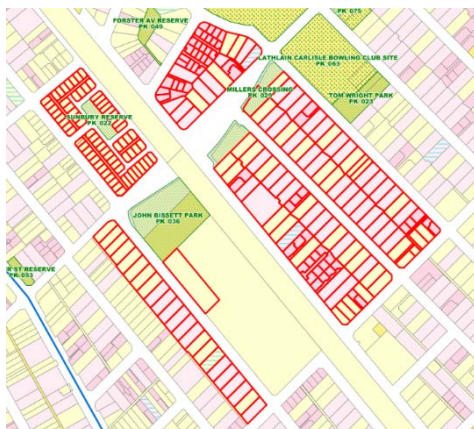 PK 075
FORSTER AV RESERVE
PK 049
LATHLAIN CARLISLE BOWLING CLUB SITE
PK 063
MILLERS CROSSING
PK 025
TOM WRIGHT PARK
PK 023
SUNBURY RESERVE
PK 022
JOHN BISSETT PARK
PK 036
ST RESERVE
PK 053